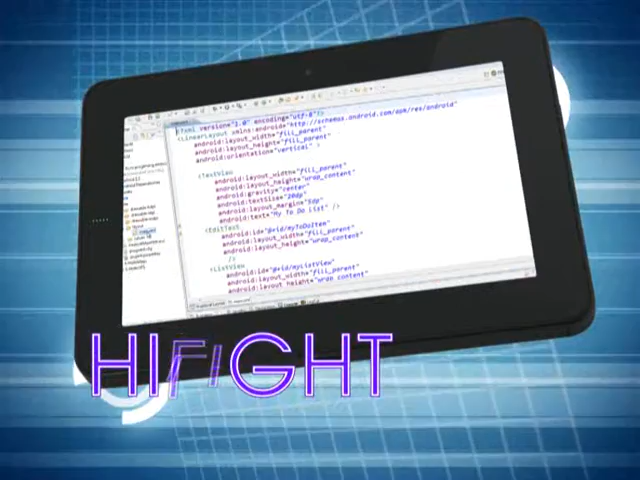 <?xml version="1.0" encoding="utf-8"?>
<LinearLayout xmlns:android="http://schemas.android.com/apk/res/android"
android:layout_width="fill_parent"
android:layout_height="fill_parent"
android:orientation="vertical" >
<TextView
android:layout_width="fill_parent"
android:layout_height="wrap_content"
android:gravity="center"
android:textSize="20dp"
android:layout_margin="5dp"
android:text="My To Do List" />
<EditText
android:id="@+id/myToDoItem"
android:layout_width="fill_parent"
android:layout_height="wrap_content"
/>
<ListView
android:id="@+id/myListView"
android:layout_width="fill_parent"
android:layout_height="wrap_content"
HIFIGHT